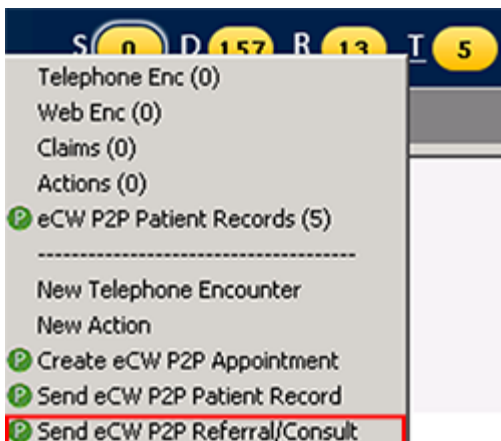 S 0 D 157 R 13 T 5
Telephone Enc (0)
Web Enc (0)
Claims (0)
Actions (0)
P eCW P2P Patient Records (5)
------------------------------------
New Telephone Encounter
New Action
P Create eCW P2P Appointment
P Send eCW P2P Patient Record
P Send eCW P2P Referral/Consult